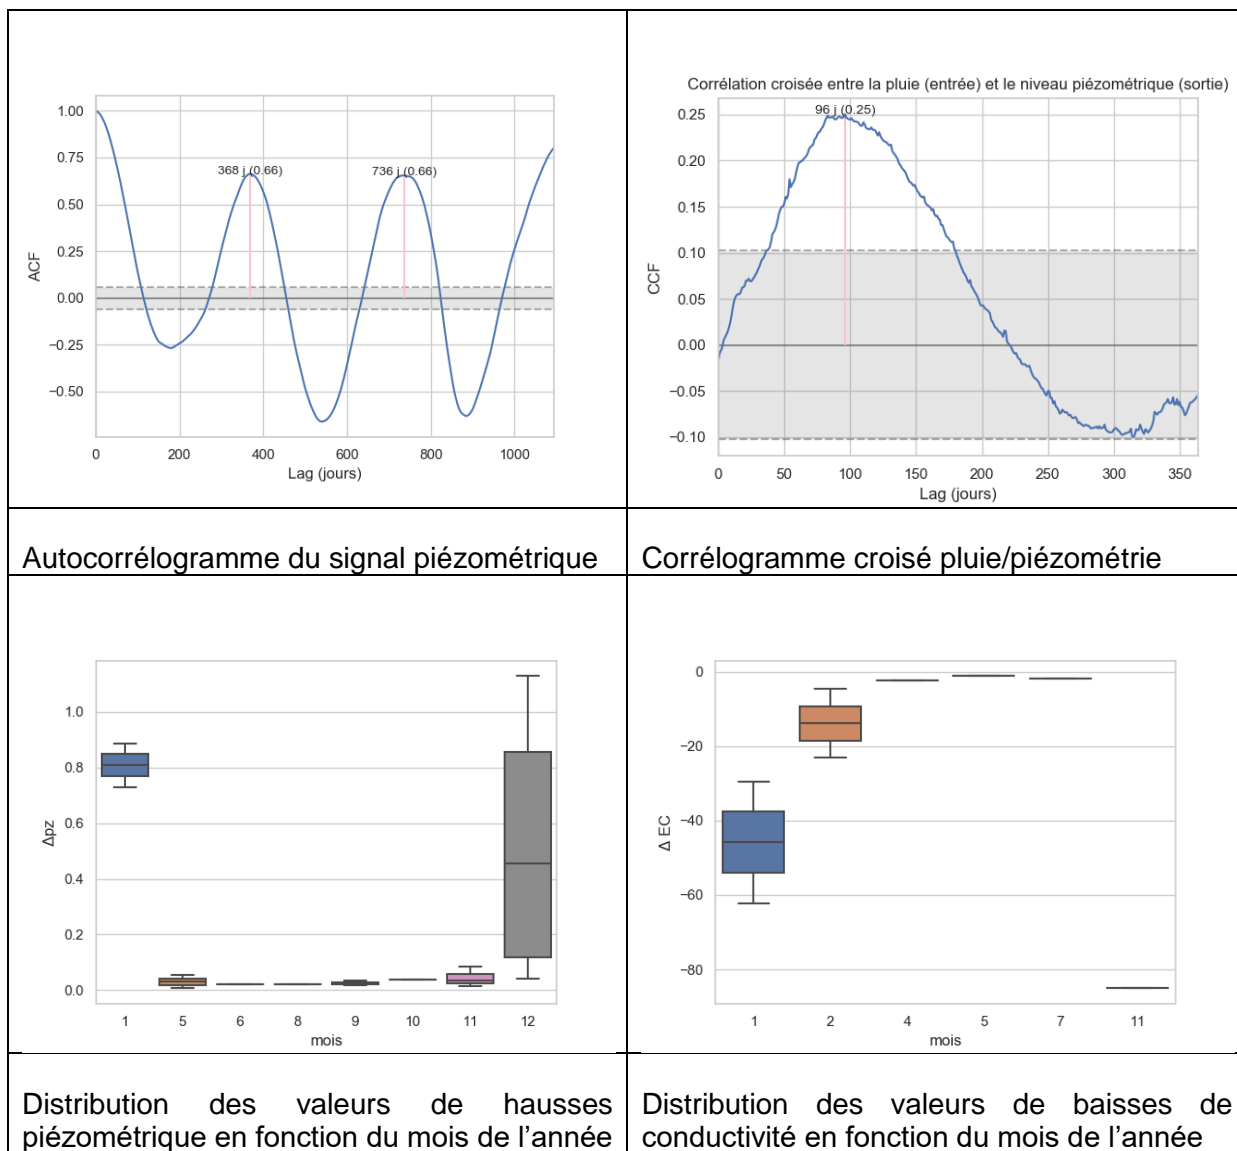 1.00
0.75
0.50
0.25
0.00
−0.25
−0.50
ACF
368 j (0.66)
736 j (0.66)
0 200 400 600 800 1000
Lag (jours)
Corrélation croisée entre la pluie (entrée) et le niveau piézométrique (sortie)
96 j (0.25)
0.25
0.20
0.15
0.10
0.05
0.00
−0.05
−0.10
CCF
0 50 100 150 200 250 300 350
Lag (jours)
Autocorrélogramme du signal piézométrique
Corrélogramme croisé pluie/piézométrie
1.0
0.8
0.6
0.4
0.2
0.0
Δpz
1 5 6 8 9 10 11 12
mois
0
−20
−40
−60
−80
Δ EC
1 2 4 5 7 11
mois
Distribution des valeurs de hausses
piézométrique en fonction du mois de l'année
Distribution des valeurs de baisses de
conductivité en fonction du mois de l'année